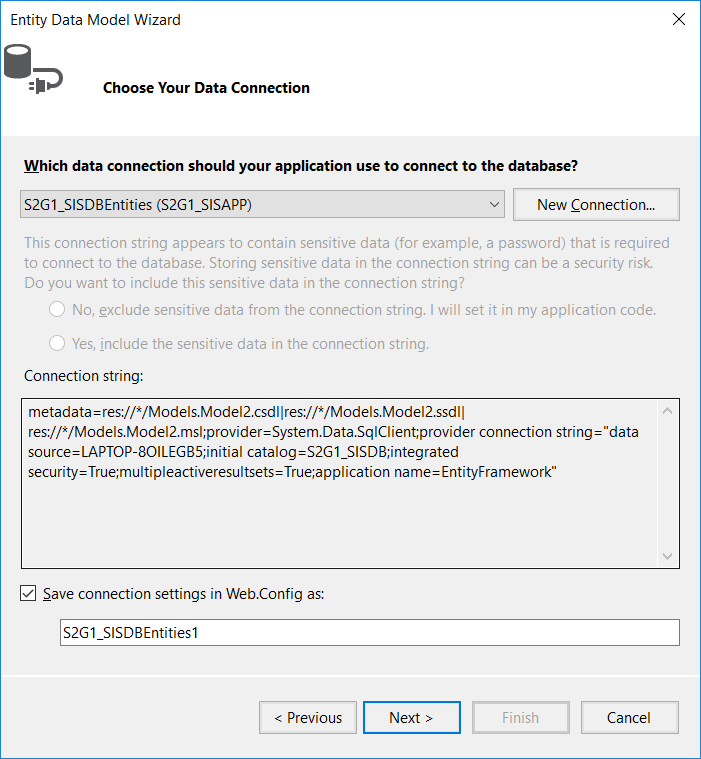 Entity Data Model Wizard
Choose Your Data Connection
Which data connection should your application use to connect to the database?
S2G1_SISDBEntities (S2G1_SISAPP)
New Connection...
This connection string appears to contain sensitive data (for example, a password) that is required
to connect to the database. Storing sensitive data in the connection string can be a security risk.
Do you want to include this sensitive data in the connection string?
No, exclude sensitive data from the connection string. I will set it in my application code.
Yes, include the sensitive data in the connection string.
Connection string:
metadata=res://*/Models.Model2.csdl|res://*/Models.Model2.ssdl|
res://*/Models.Model2.msl;provider=System.Data.SqlClient;provider connection string="data
source=LAPTOP-8OILEGB5;initial catalog=S2G1_SISDB;integrated
security=True;multipleactiveresultsets=True;application name=EntityFramework"
Save connection settings in Web.Config as:
S2G1_SISDBEntities1
< Previous
Next >
Finish
Cancel